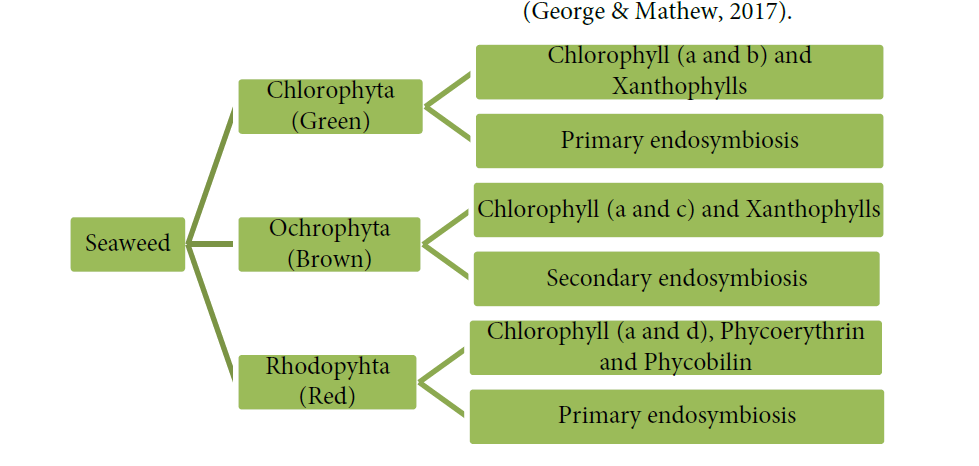 (George & Mathew, 2017).
Seaweed
Chlorophyta
(Green)
Chlorophyll (a and b) and
Xanthophylls
Primary endosymbiosis
Ochrophyta
(Brown)
Chlorophyll (a and c) and Xanthophylls
Secondary endosymbiosis
Rhodopyhta
(Red)
Chlorophyll (a and d), Phycoerythrin
and Phycobilin
Primary endosymbiosis